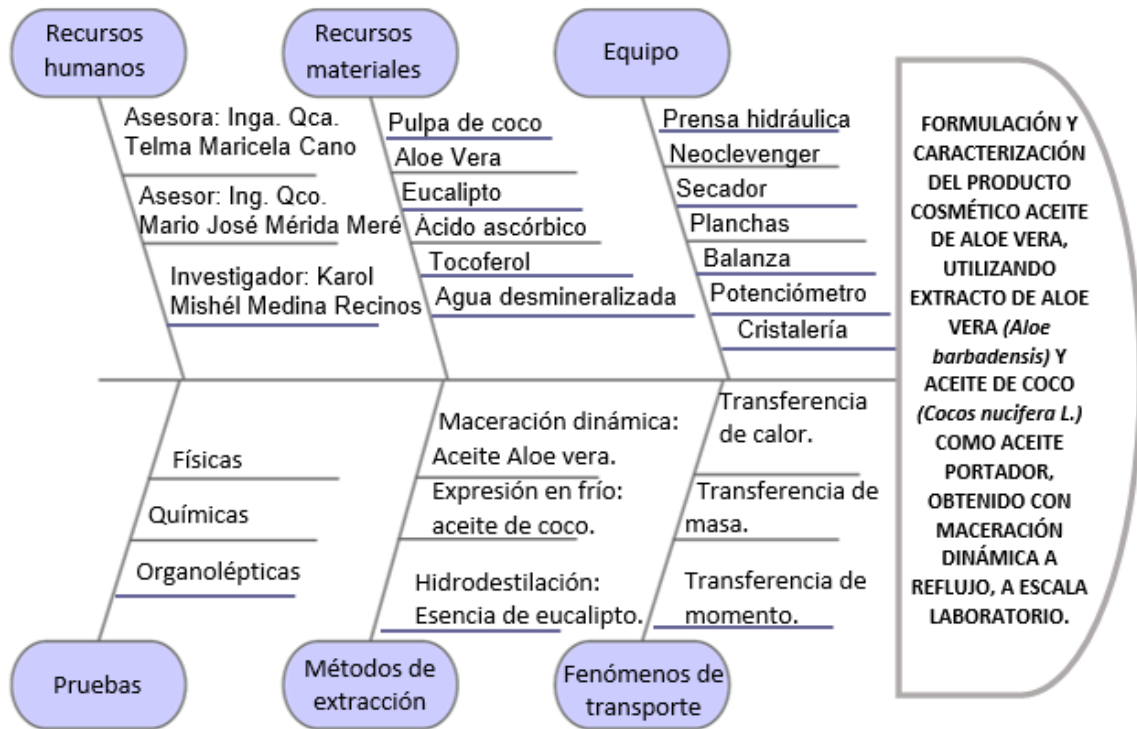 Recursos
humanos
Asesora: Inga. Qca.
Telma Maricela Cano
Asesor: Ing. Qco.
Mario José Mérida Meré
Investigador: Karol
Mishél Medina Recinos
Recursos
materiales
Pulpa de coco
Aloe Vera
Eucalipto
Ácido ascórbico
Tocoferol
Agua desmineralizada
Equipo
Prensa hidráulica
Neoclevenger
Secador
Planchas
Balanza
Potenciómetro
Cristalería
Físicas
Químicas
Organolépticas
Pruebas
Maceración dinámica:
Aceite Aloe vera.
Expresión en frío:
aceite de coco.
Hidrodestilación:
Esencia de eucalipto.
Métodos de
extracción
Transferencia
de calor.
Transferencia de
masa.
Transferencia de
momento.
Fenómenos de
transporte
FORMULACIÓN Y
CARACTERIZACIÓN
DEL PRODUCTO
COSMÉTICO ACEITE
DE ALOE VERA,
UTILIZANDO
EXTRACTO DE ALOE
VERA (Aloe
barbadensis) Y
ACEITE DE COCO
(Cocos nucifera L.)
COMO ACEITE
PORTADOR,
OBTENIDO CON
MACERACIÓN
DINÁMICA A
REFLUJO, A ESCALA
LABORATORIO.